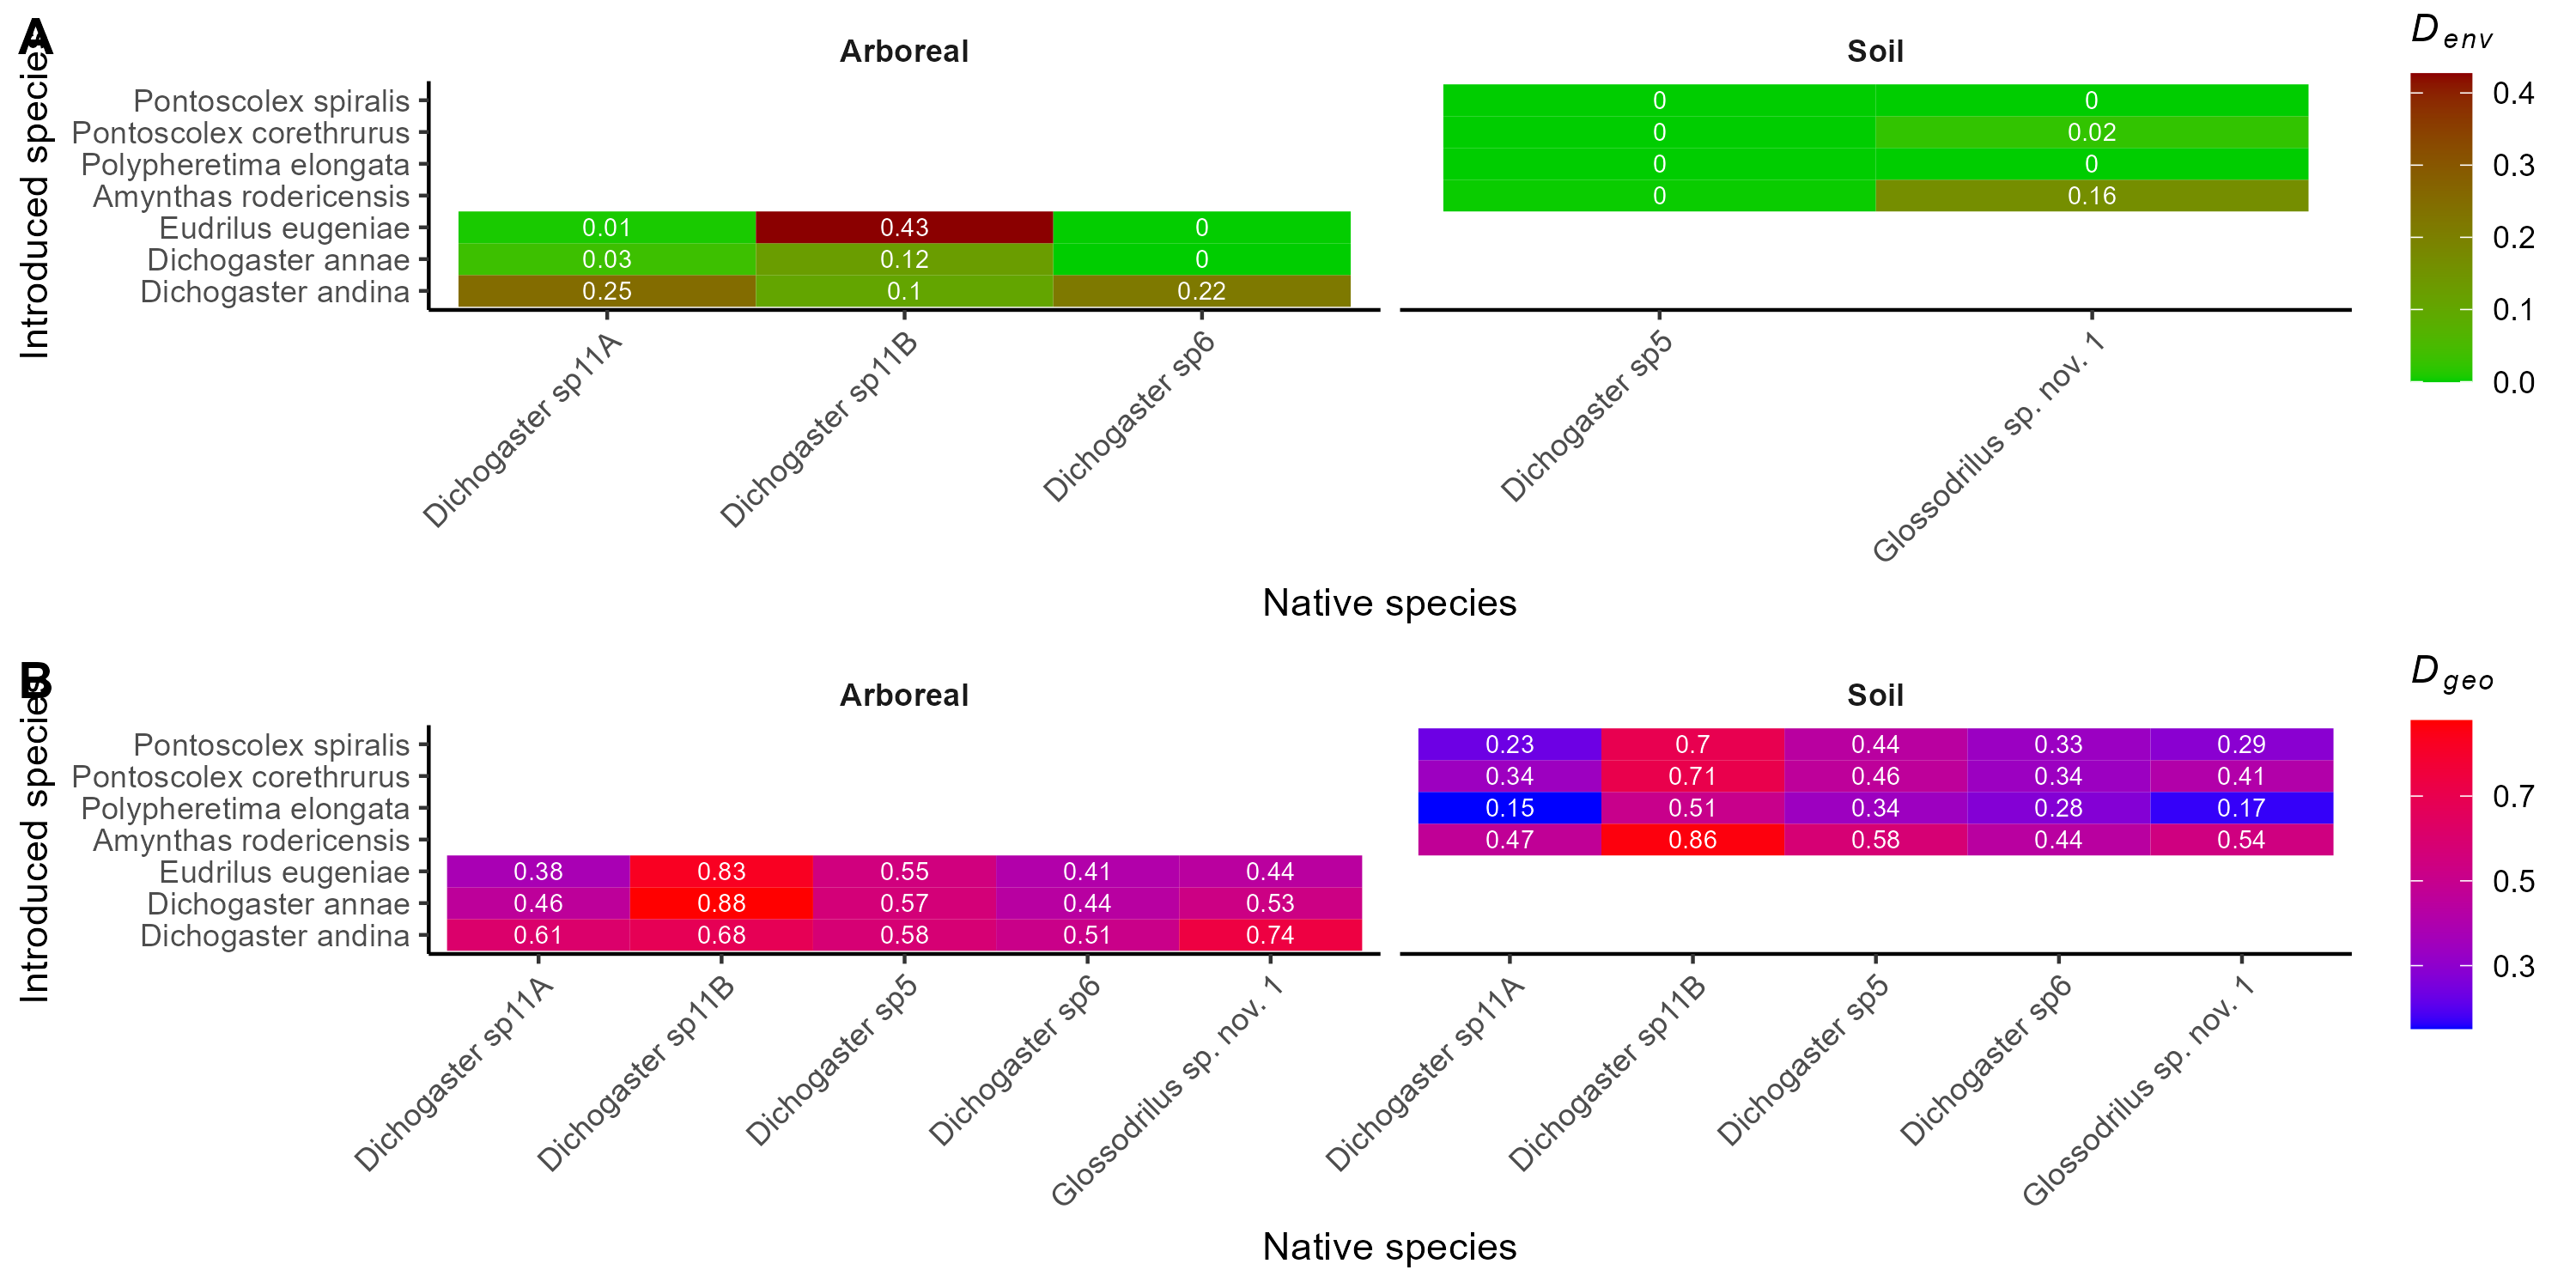 A
Arboreal
Soil
D env
Introduced species
Pontoscolex spiralis
Pontoscolex corethrurus
Polypheretima elongata
Amynthas rodericensis
Eudrilus eugeniae
Dichogaster annae
Dichogaster andina
0 0
0 0.02
0 0
0 0.16
0.01 0.43 0
0.03 0.12 0
0.25 0.1 0.22
0.4
0.3
0.2
0.1
0.0
Dichogaster sp11A
Dichogaster sp11B
Dichogaster sp6
Dichogaster sp5
Glossodrilus sp. nov. 1
Native species
B
Arboreal
Soil
D geo
Introduced species
Pontoscolex spiralis
Pontoscolex corethrurus
Polypheretima elongata
Amynthas rodericensis
Eudrilus eugeniae
Dichogaster annae
Dichogaster andina
0.23 0.7 0.44 0.33 0.29
0.34 0.71 0.46 0.34 0.41
0.15 0.51 0.34 0.28 0.17
0.47 0.86 0.58 0.44 0.54
0.38 0.83 0.55 0.41 0.44
0.46 0.88 0.57 0.44 0.53
0.61 0.68 0.58 0.51 0.74
0.7
0.5
0.3
Dichogaster sp11A
Dichogaster sp11B
Dichogaster sp5
Dichogaster sp6
Glossodrilus sp. nov. 1
Dichogaster sp11A
Dichogaster sp11B
Dichogaster sp5
Dichogaster sp6
Glossodrilus sp. nov. 1
Native species